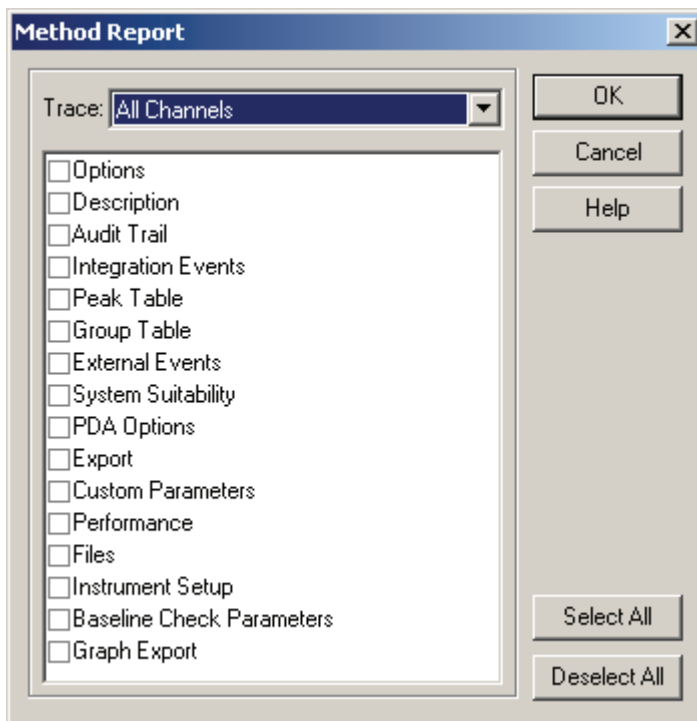 Method Report
Trace: All Channels
OK
Cancel
Help
Options
Description
Audit Trail
Integration Events
Peak Table
Group Table
External Events
System Suitability
PDA Options
Export
Custom Parameters
Performance
Files
Instrument Setup
Baseline Check Parameters
Graph Export
Select All
Deselect All